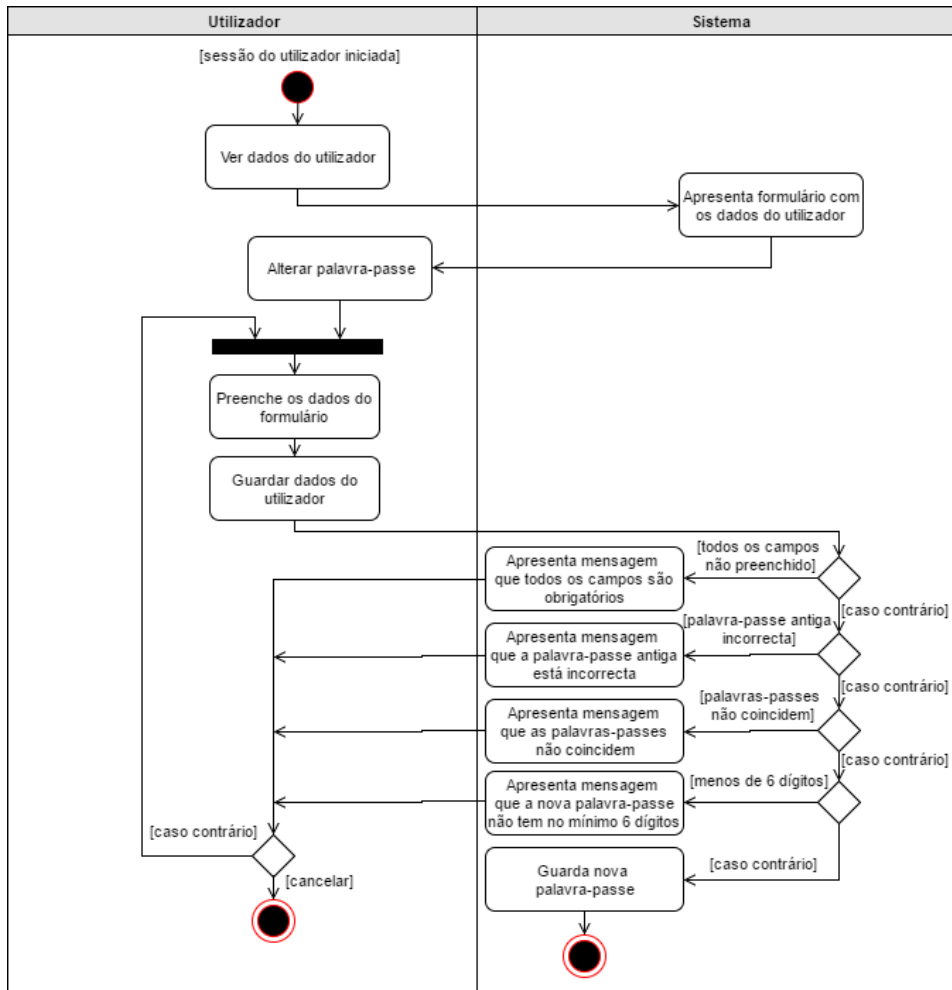 Utilizador
Sistema
[sessão do utilizador iniciada]
Ver dados do utilizador
Apresenta formulário com
os dados do utilizador
Alterar palavra-passe
Preenche os dados do
formulário
Guardar dados do
utilizador
[todos os campos
não preenchido]
Apresenta mensagem
que todos os campos são
obrigatórios
[caso contrário]
[palavra-passe antiga
incorrecta]
Apresenta mensagem
que a palavra-passe antiga
está incorrecta
[caso contrário]
[palavras-passes
não coincidem]
Apresenta mensagem
que as palavras-passes
não coincidem
[caso contrário]
[menos de 6 dígitos]
Apresenta mensagem
que a nova palavra-passe
não tem no mínimo 6 dígitos
[caso contrário]
[cancelar]
[caso contrário]
Guarda nova
palavra-passe